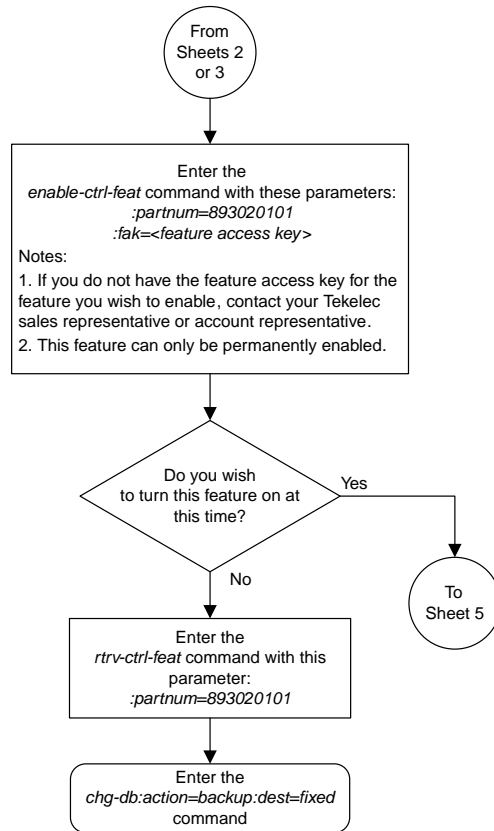 From
Sheets 2
or 3
Enter the
enable-ctrl-feat command with these parameters:
:partnum=893020101
:fak=<feature access key>
Notes:
1. If you do not have the feature access key for the
feature you wish to enable, contact your Tekelec
sales representative or account representative.
2. This feature can only be permanently enabled.
Do you wish
to turn this feature on at
this time?
Yes
No
To
Sheet 5
Enter the
rtrv-ctrl-feat command with this
parameter:
:partnum=893020101
Enter the
chg-db:action=backup:dest=fixed
command